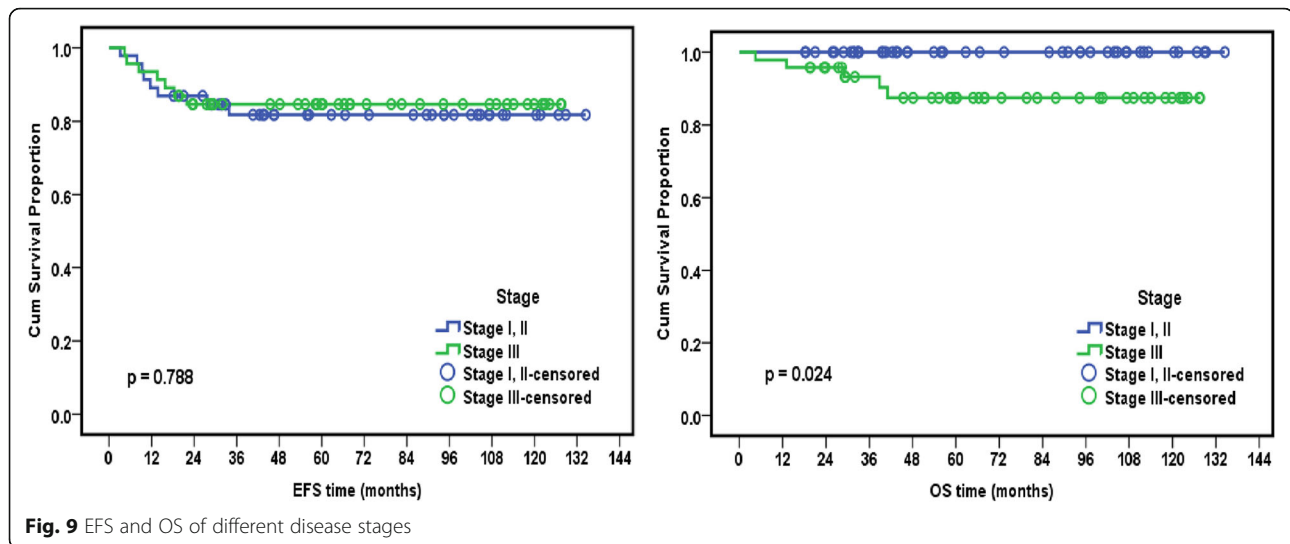 1.0
0.8
0.6
0.4
0.2
0.0
Cum Survival Proportion
Stage
Stage I, II
Stage III
Stage I, II-censored
Stage III-censored
p = 0.788
0 12 24 36 48 60 72 84 96 108 120 132 144
EFS time (months)
1.0
0.8
0.6
0.4
0.2
0.0
Cum Survival Proportion
Stage
Stage I, II
Stage III
Stage I, II-censored
Stage III-censored
p = 0.024
0 12 24 36 48 60 72 84 96 108 120 132 144
OS time (months)
Fig. 9 EFS and OS of different disease stages